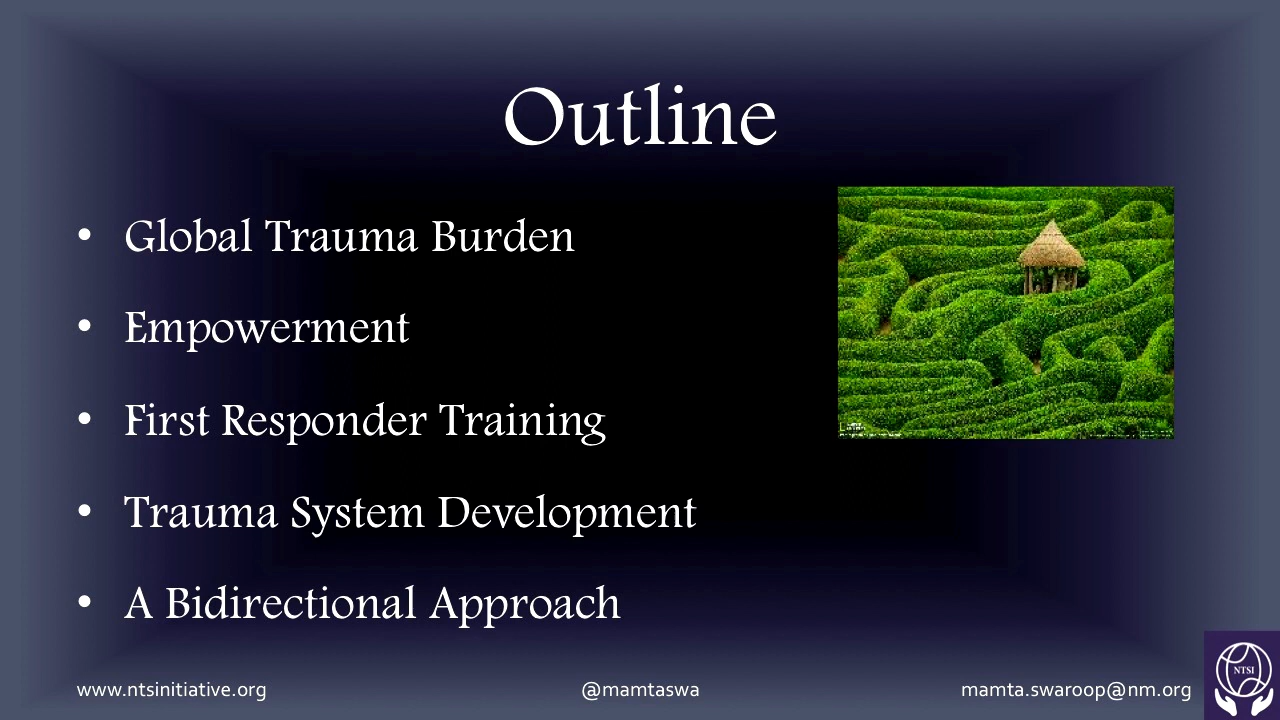 Outline
• Global Trauma Burden
• Empowerment
• First Responder Training
• Trauma System Development
• A Bidirectional Approach
www.ntsinitiative.org
@mamtaswa
mamta.swaroop@nm.org
NTSI